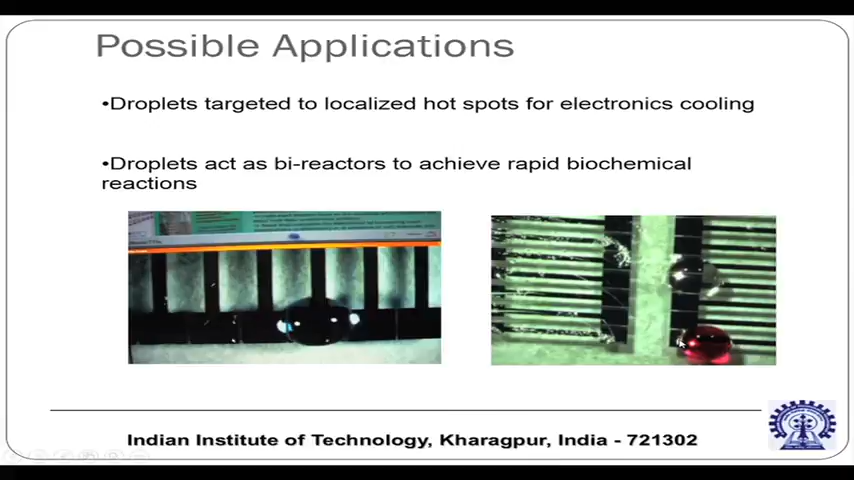 Possible Applications
•Droplets targeted to localized hot spots for electronics cooling
•Droplets act as bi-reactors to achieve rapid biochemical
reactions
Indian Institute of Technology, Kharagpur, India - 721302